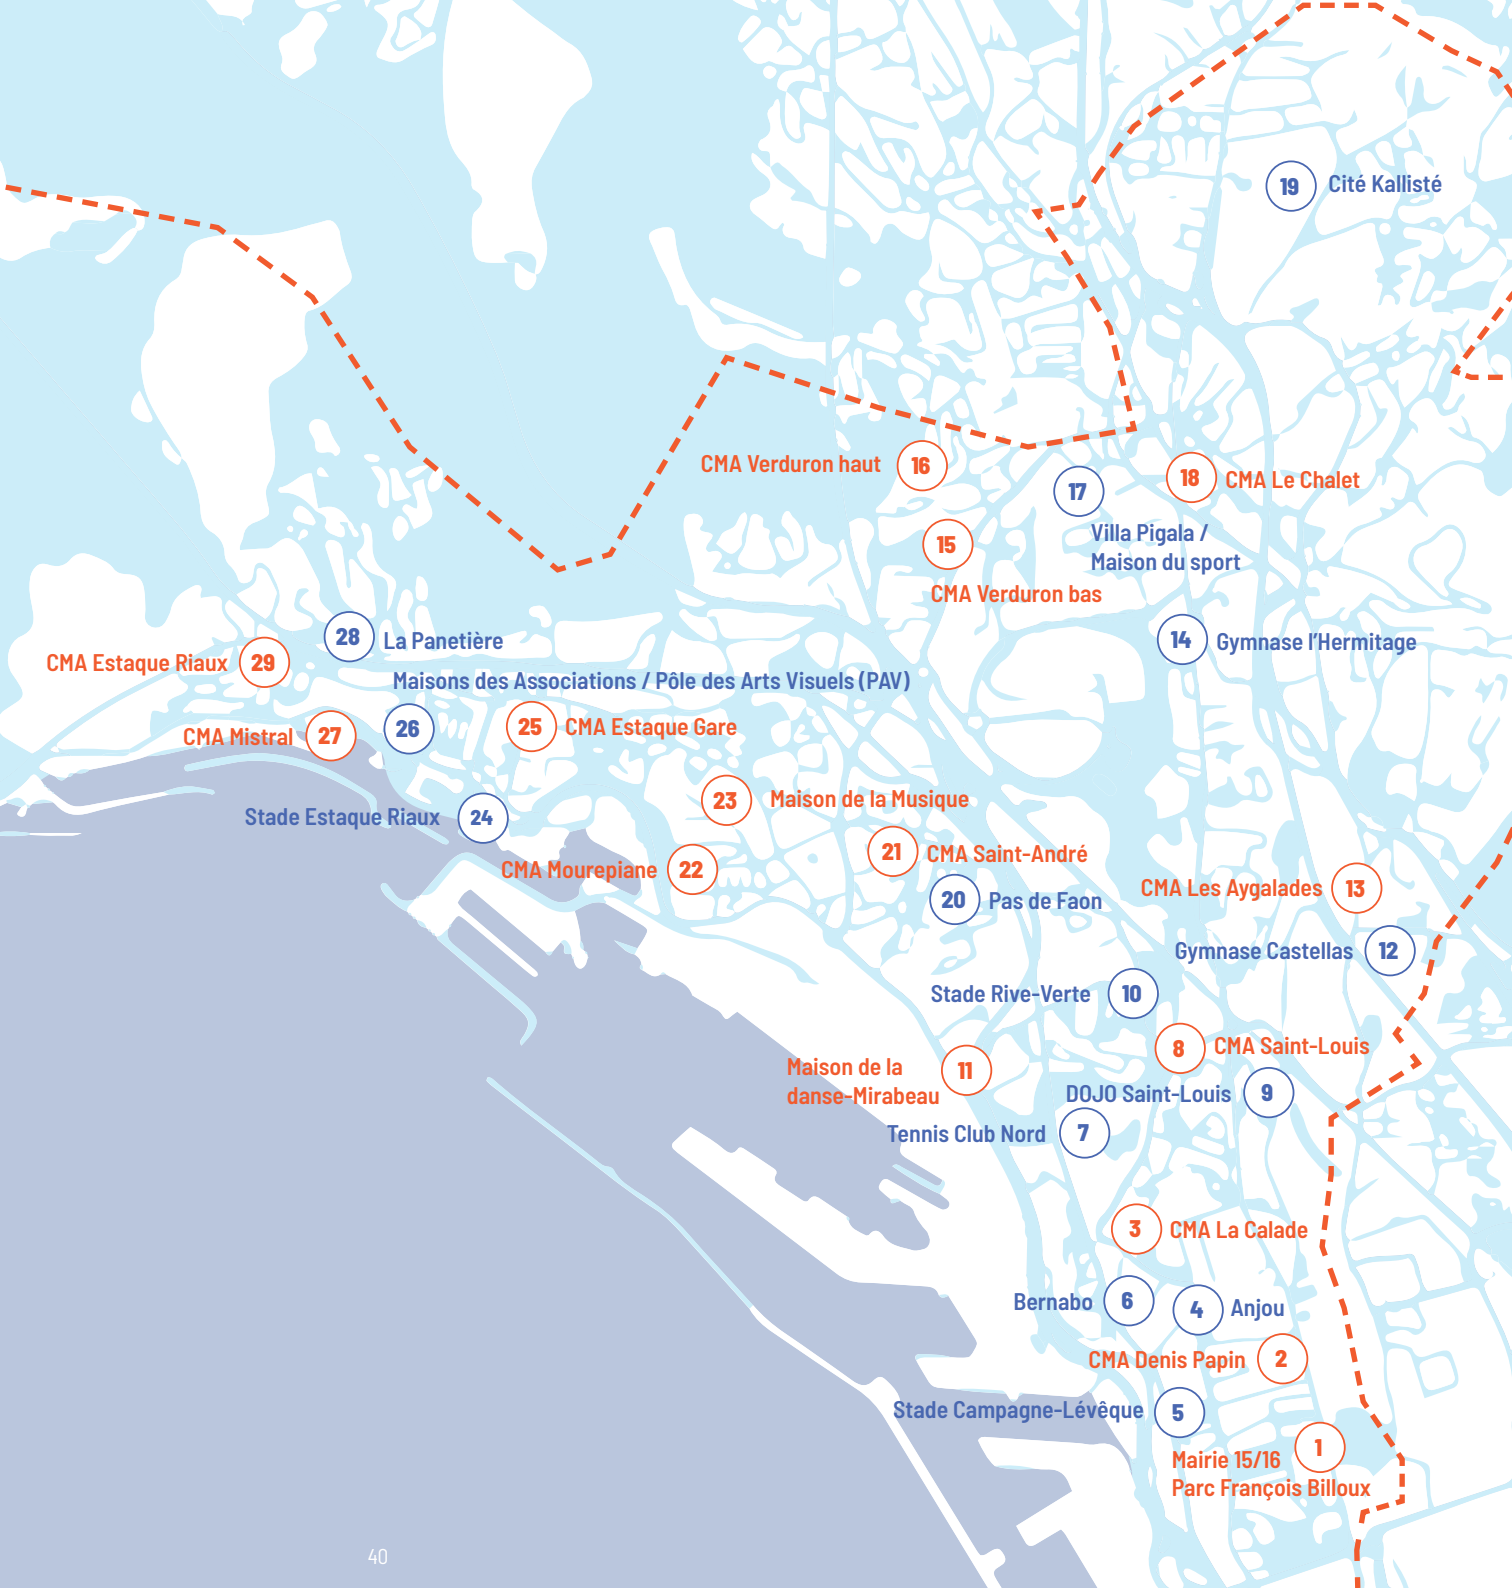 19 Cité Kallisté
CMA Verduron haut 16
17
18 CMA Le Chalet
Villa Pigala /
Maison du sport
15
CMA Verduron bas
28 La Panetière
14 Gymnase l'Hermitage
CMA Estaque Riaux 29
Maisons des Associations / Pôle des Arts Visuels (PAV)
CMA Mistral 27
26
25 CMA Estaque Gare
23 Maison de la Musique
Stade Estaque Riaux 24
21 CMA Saint-André
CMA Mourepiane 22
CMA Les Aygalades 13
20 Pas de Faon
Gymnase Castellas 12
Stade Rive-Verte 10
8 CMA Saint-Louis
Maison de la
danse-Mirabeau
11
DOJO Saint-Louis 9
Tennis Club Nord 7
3 CMA La Calade
Bernabo 6
4 Anjou
CMA Denis Papin 2
Stade Campagne-Lévêque 5
1
Mairie 15/16
Parc François Billoux
40